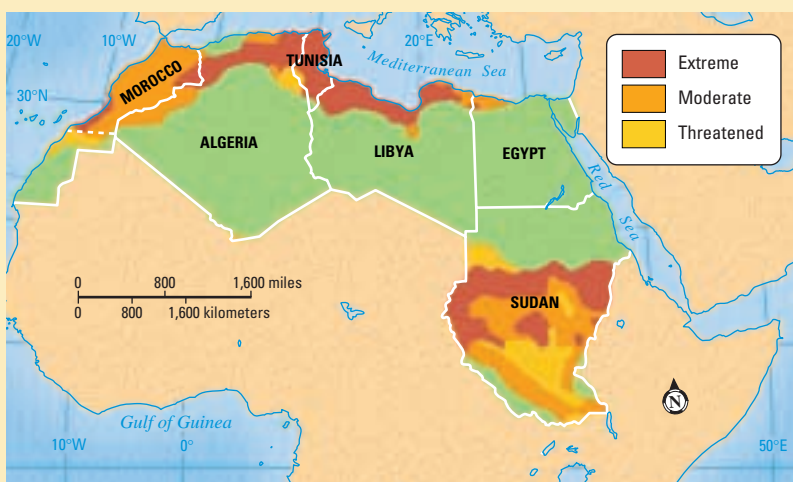 20°W
10°W
20°E
Mediterranean Sea
TUNISIA
MOROCCO
30°N
ALGERIA
LIBYA
EGYPT
Red Sea
Extreme
Moderate
Threatened
0 800 1,600 miles
0 800 1,600 kilometers
SUDAN
N
Gulf of Guinea
10°W
0°
50°E